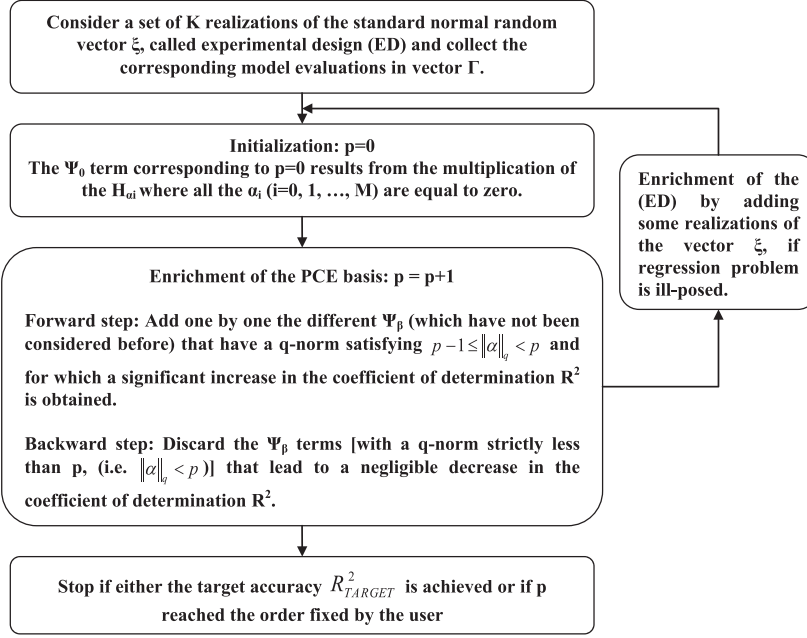 Consider a set of K realizations of the standard normal random
vector ξ, called experimental design (ED) and collect the
corresponding model evaluations in vector Γ.
Initialization: p=0
The Ψ₀ term corresponding to p=0 results from the multiplication of
the H_αi where all the α_i (i=0, 1, …, M) are equal to zero.
Enrichment of the PCE basis: p = p+1
Forward step: Add one by one the different Ψ_β (which have not been
considered before) that have a q-norm satisfying p − 1 ≤ ‖α‖_q < p and
for which a significant increase in the coefficient of determination R²
is obtained.
Backward step: Discard the Ψ_β terms [with a q-norm strictly less
than p, (i.e. ‖α‖_q < p )] that lead to a negligible decrease in the
coefficient of determination R².
Enrichment of the
(ED) by adding
some realizations of
the vector ξ, if
regression problem
is ill-posed.
Stop if either the target accuracy R²_TARGET is achieved or if p
reached the order fixed by the user